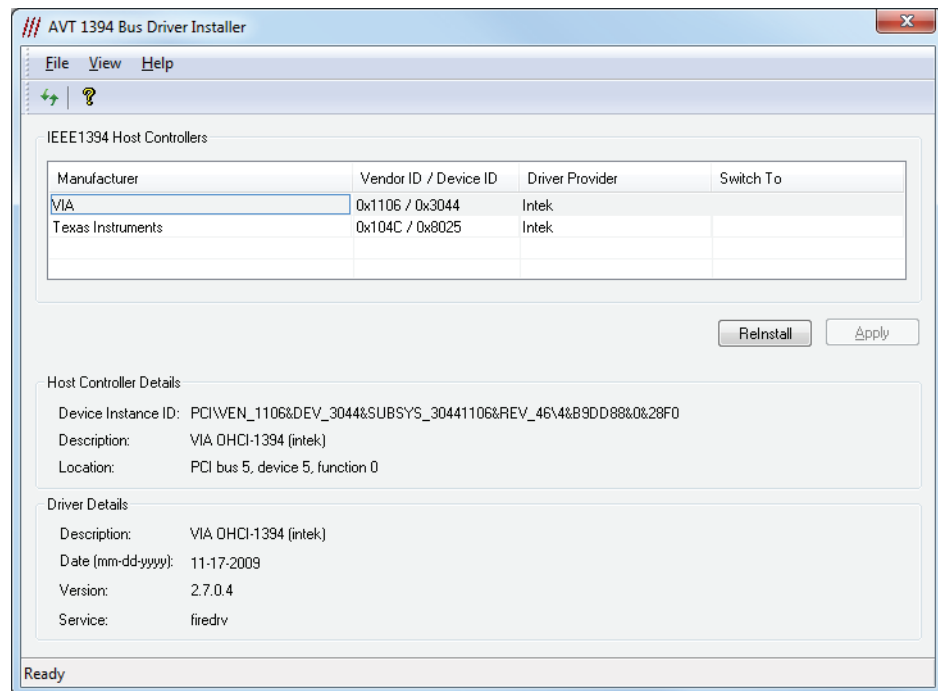 AVT 1394 Bus Driver Installer
File View Help
IEEE1394 Host Controllers
Manufacturer Vendor ID / Device ID Driver Provider Switch To
VIA 0x1106 / 0x3044 Intek
Texas Instruments 0x104C / 0x8025 Intek
ReInstall Apply
Host Controller Details
Device Instance ID: PCI\VEN_1106&DEV_3044&SUBSYS_30441106&REV_46\4&B9DD88&0&28F0
Description: VIA OHCI-1394 (intek)
Location: PCI bus 5, device 5, function 0
Driver Details
Description: VIA OHCI-1394 (intek)
Date (mm-dd-yyyy): 11-17-2009
Version: 2.7.0.4
Service: firedrv
Ready